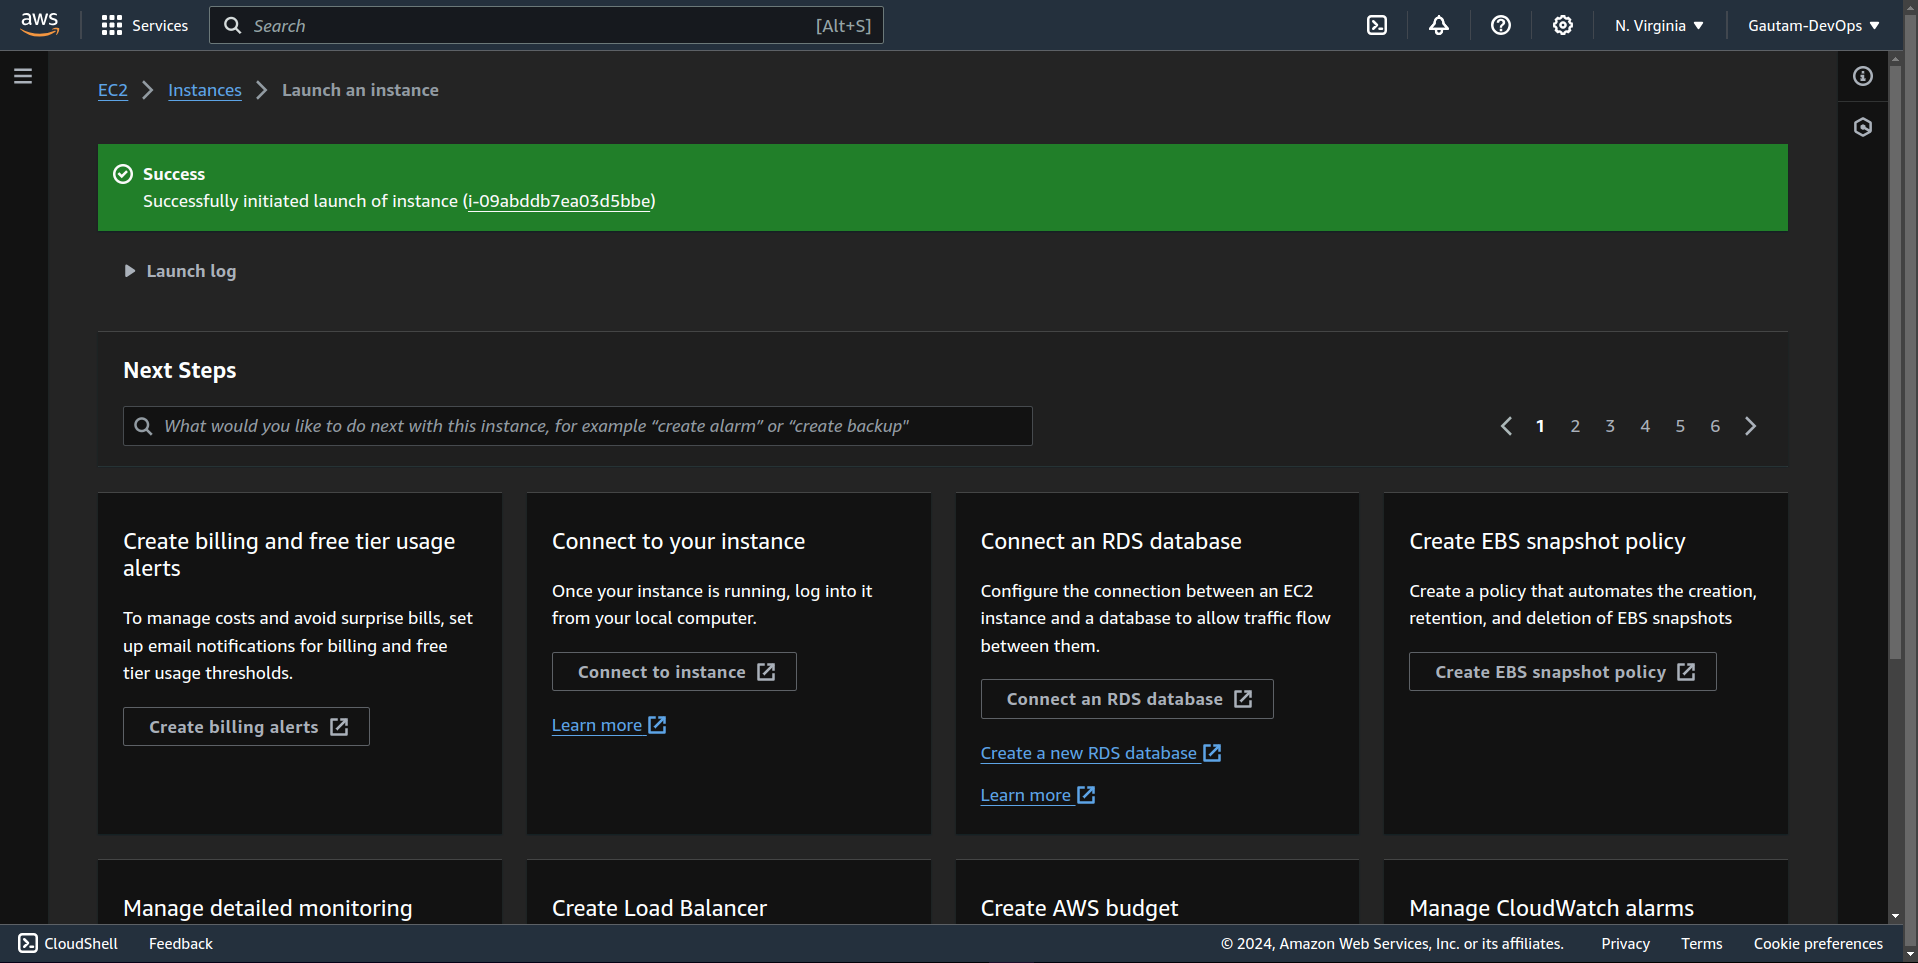 aws
Services
Search
[Alt+S]
N. Virginia
Gautam-DevOps
EC2
Instances
Launch an instance
Success
Successfully initiated launch of instance (i-09abddb7ea03d5bbe)
Launch log
Next Steps
What would you like to do next with this instance, for example “create alarm” or “create backup"
1 2 3 4 5 6
Create billing and free tier usage
alerts
To manage costs and avoid surprise bills, set
up email notifications for billing and free
tier usage thresholds.
Create billing alerts
Connect to your instance
Once your instance is running, log into it
from your local computer.
Connect to instance
Learn more
Connect an RDS database
Configure the connection between an EC2
instance and a database to allow traffic flow
between them.
Connect an RDS database
Create a new RDS database
Learn more
Create EBS snapshot policy
Create a policy that automates the creation,
retention, and deletion of EBS snapshots
Create EBS snapshot policy
Manage detailed monitoring
Create Load Balancer
Create AWS budget
Manage CloudWatch alarms
CloudShell
Feedback
© 2024, Amazon Web Services, Inc. or its affiliates.
Privacy
Terms
Cookie preferences